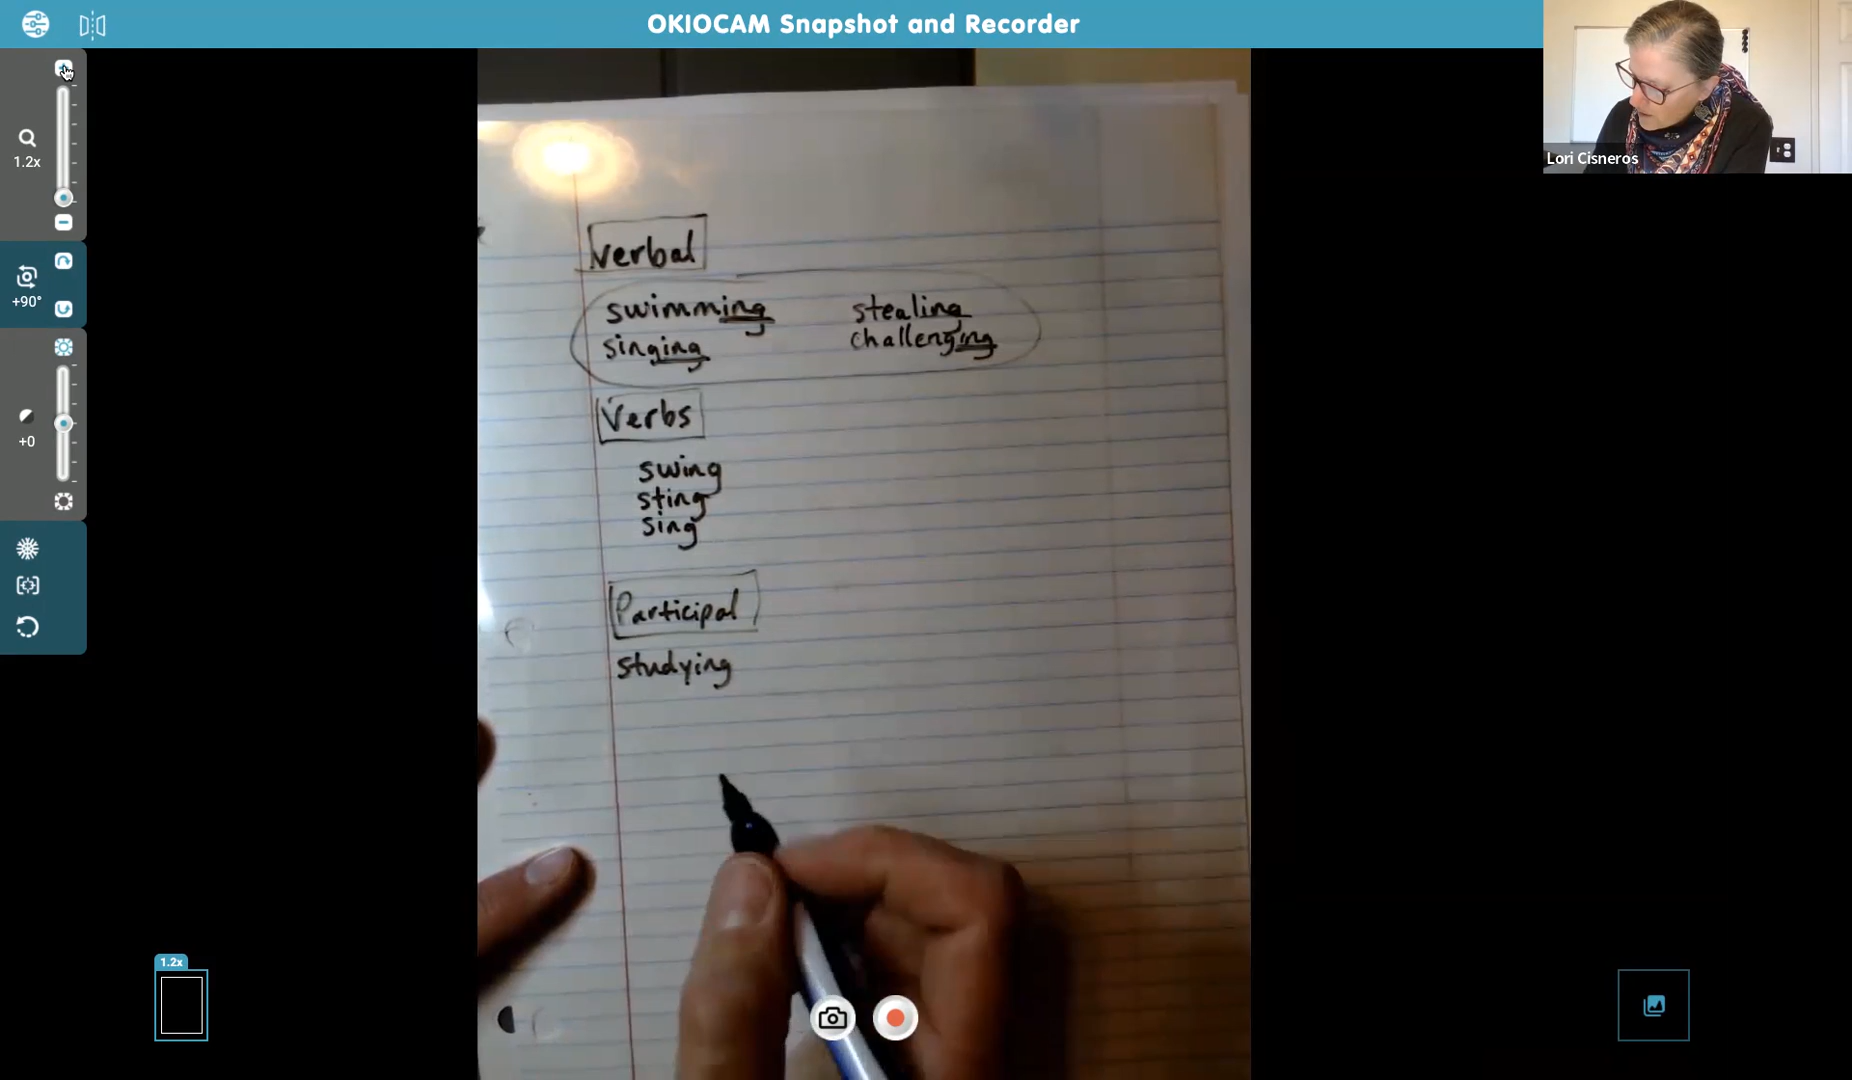 OKIOCAM Snapshot and Recorder
1.2x
+90°
+0
Lori Cisneros
verbal
swimming stealing
singing challenging
Verbs
swing
sting
sing
Participal
studying
1.2x